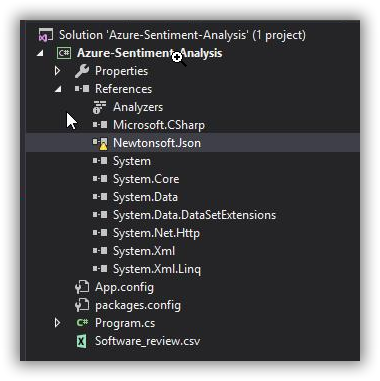 Solution 'Azure-Sentiment-Analysis' (1 project)
C# Azure-Sentiment-Analysis
Properties
References
Analyzers
Microsoft.CSharp
Newtonsoft.Json
System
System.Core
System.Data
System.Data.DataSetExtensions
System.Net.Http
System.Xml
System.Xml.Linq
App.config
packages.config
C# Program.cs
Software_review.csv